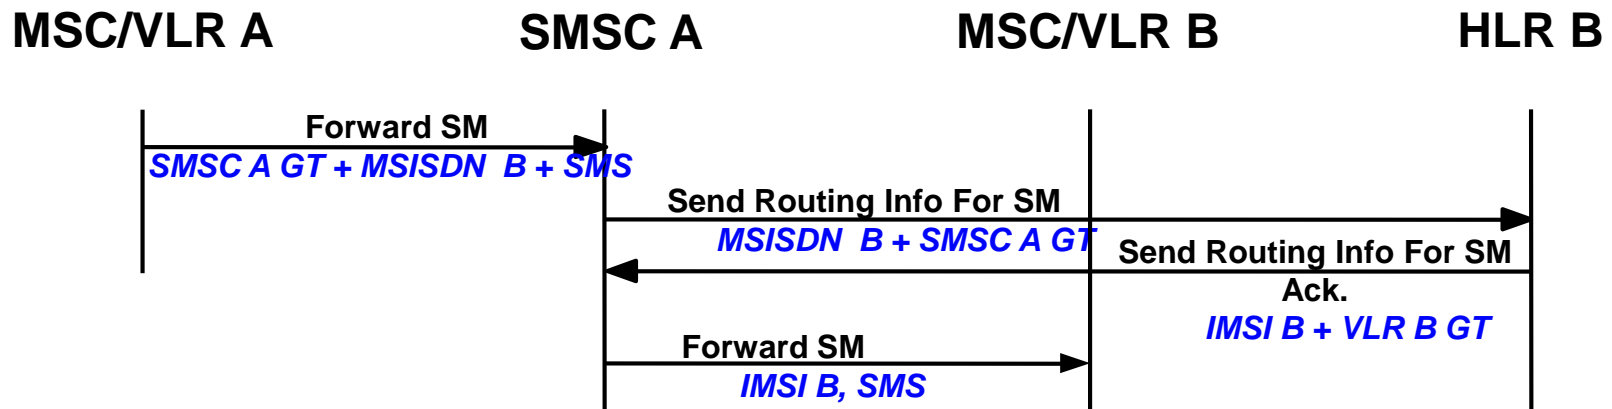 MSC/VLR A SMSC A MSC/VLR B HLR B
Forward SM
SMSC A GT + MSISDN B + SMS
Send Routing Info For SM
MSISDN B + SMSC A GT
Send Routing Info For SM
Ack.
IMSI B + VLR B GT
Forward SM
IMSI B, SMS